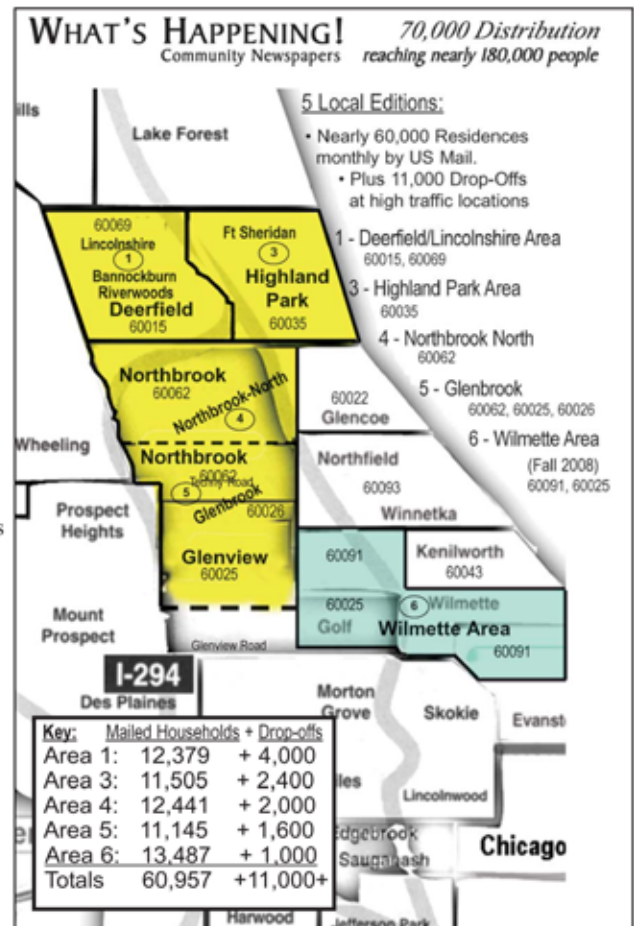 WHAT'S HAPPENING!
Community Newspapers
70,000 Distribution
reaching nearly 180,000 people
5 Local Editions:
• Nearly 60,000 Residences
monthly by US Mail.
• Plus 11,000 Drop-Offs
at high traffic locations
1 - Deerfield/Lincolnshire Area
60015, 60069
3 - Highland Park Area
60035
4 - Northbrook North
60062
5 - Glenbrook
60062, 60025, 60026
6 - Wilmette Area
(Fall 2008)
60091, 60025
ills
Lake Forest
60069
Lincolnshire
1
Bannockburn
Riverwoods
Deerfield
60015
Ft Sheridan
3
Highland
Park
60035
Northbrook
60062
Northbrook-North
4
60022
Glencoe
Wheeling
Northbrook
60062
Techny Road
5
Glenbrook
60026
Northfield
60093
Winnetka
Prospect
Heights
s
Glenview
60025
60091
Kenilworth
60043
60025
Golf
6
Wilmette
Wilmette Area
60091
Mount
Prospect
Glenview Road
I-294
Des Plaines
Morton
Grove
Skokie
Evanst
les
Lincolnwood
Edgebrook
Sauganash
Chicago
Key: Mailed Households + Drop-offs
Area 1: 12,379 + 4,000
Area 3: 11,505 + 2,400
Area 4: 12,441 + 2,000
Area 5: 11,145 + 1,600
Area 6: 13,487 + 1,000
Totals 60,957 +11,000+
Harwood
Jefferson Park